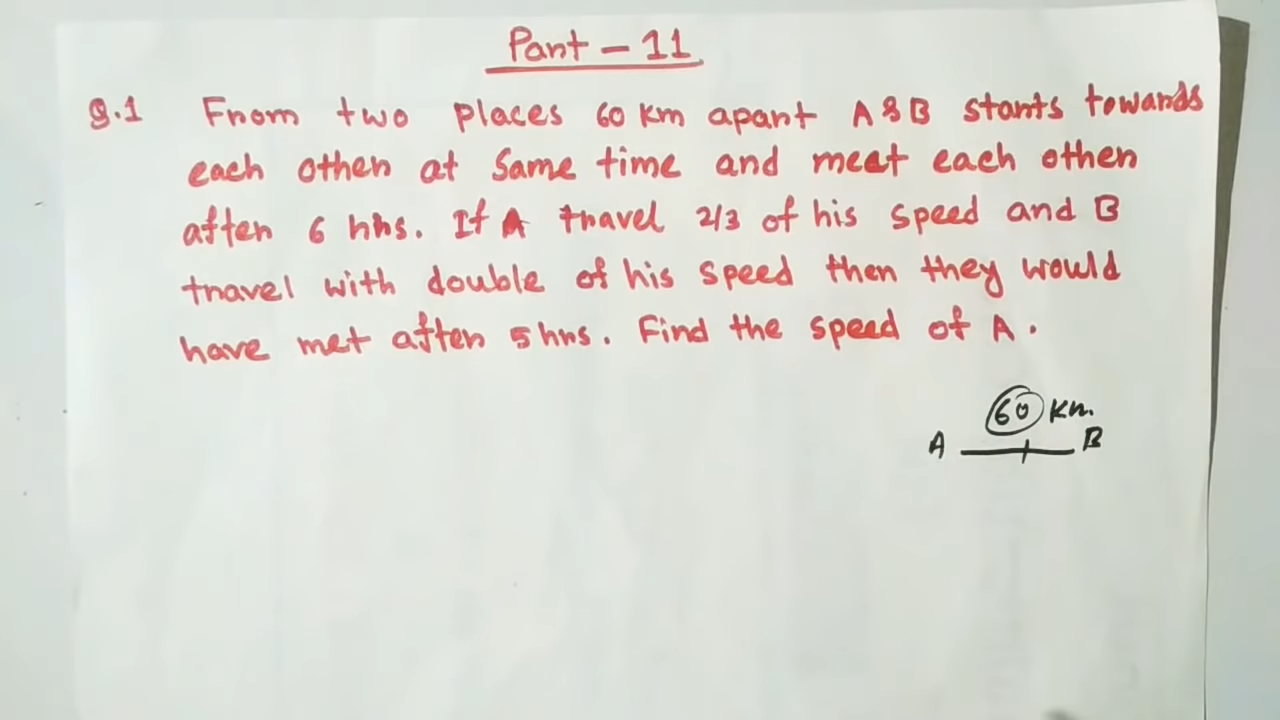 Part - 11
Q.1 From two places 60 km apart A & B starts towards
each other at same time and meet each other
after 6 hrs. If A travel 2/3 of his speed and B
travel with double of his speed then they would
have met after 5 hrs. Find the speed of A.
60 Km.
A B